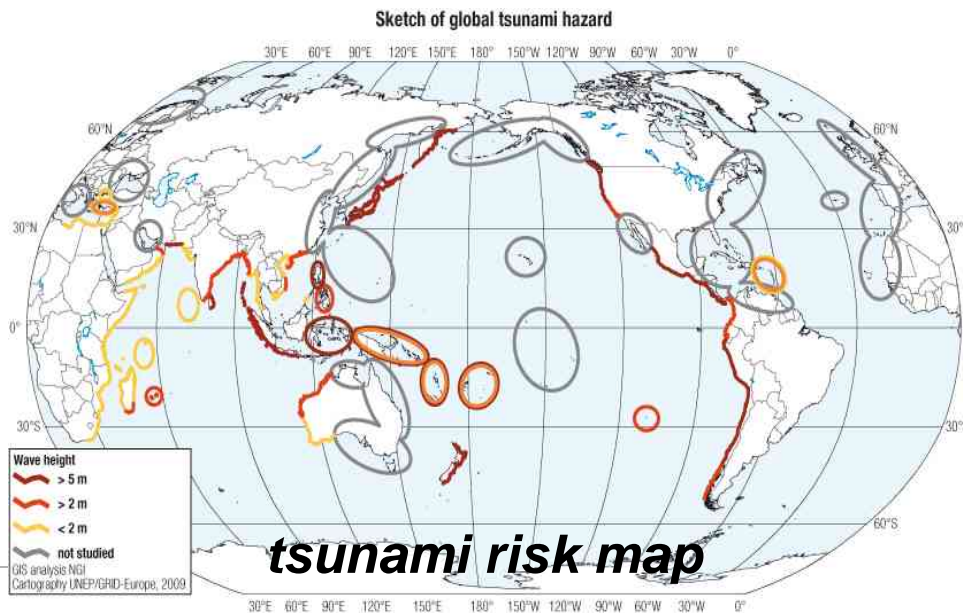 Sketch of global tsunami hazard
30°E 60°E 90°E 120°E 150°E 180° 150°W 120°W 90°W 60°W 30°W 0°
60°N 60°N
30°N 30°N
0° 0°
30°S 30°S
60°S
Wave height
> 5 m
> 2 m
< 2 m
not studied
GIS analysis NGI
Cartography UNEP/GRID-Europe, 2009
tsunami risk map
30°E 60°E 90°E 120°E 150°E 180° 150°W 120°W 90°W 60°W 30°W 0°